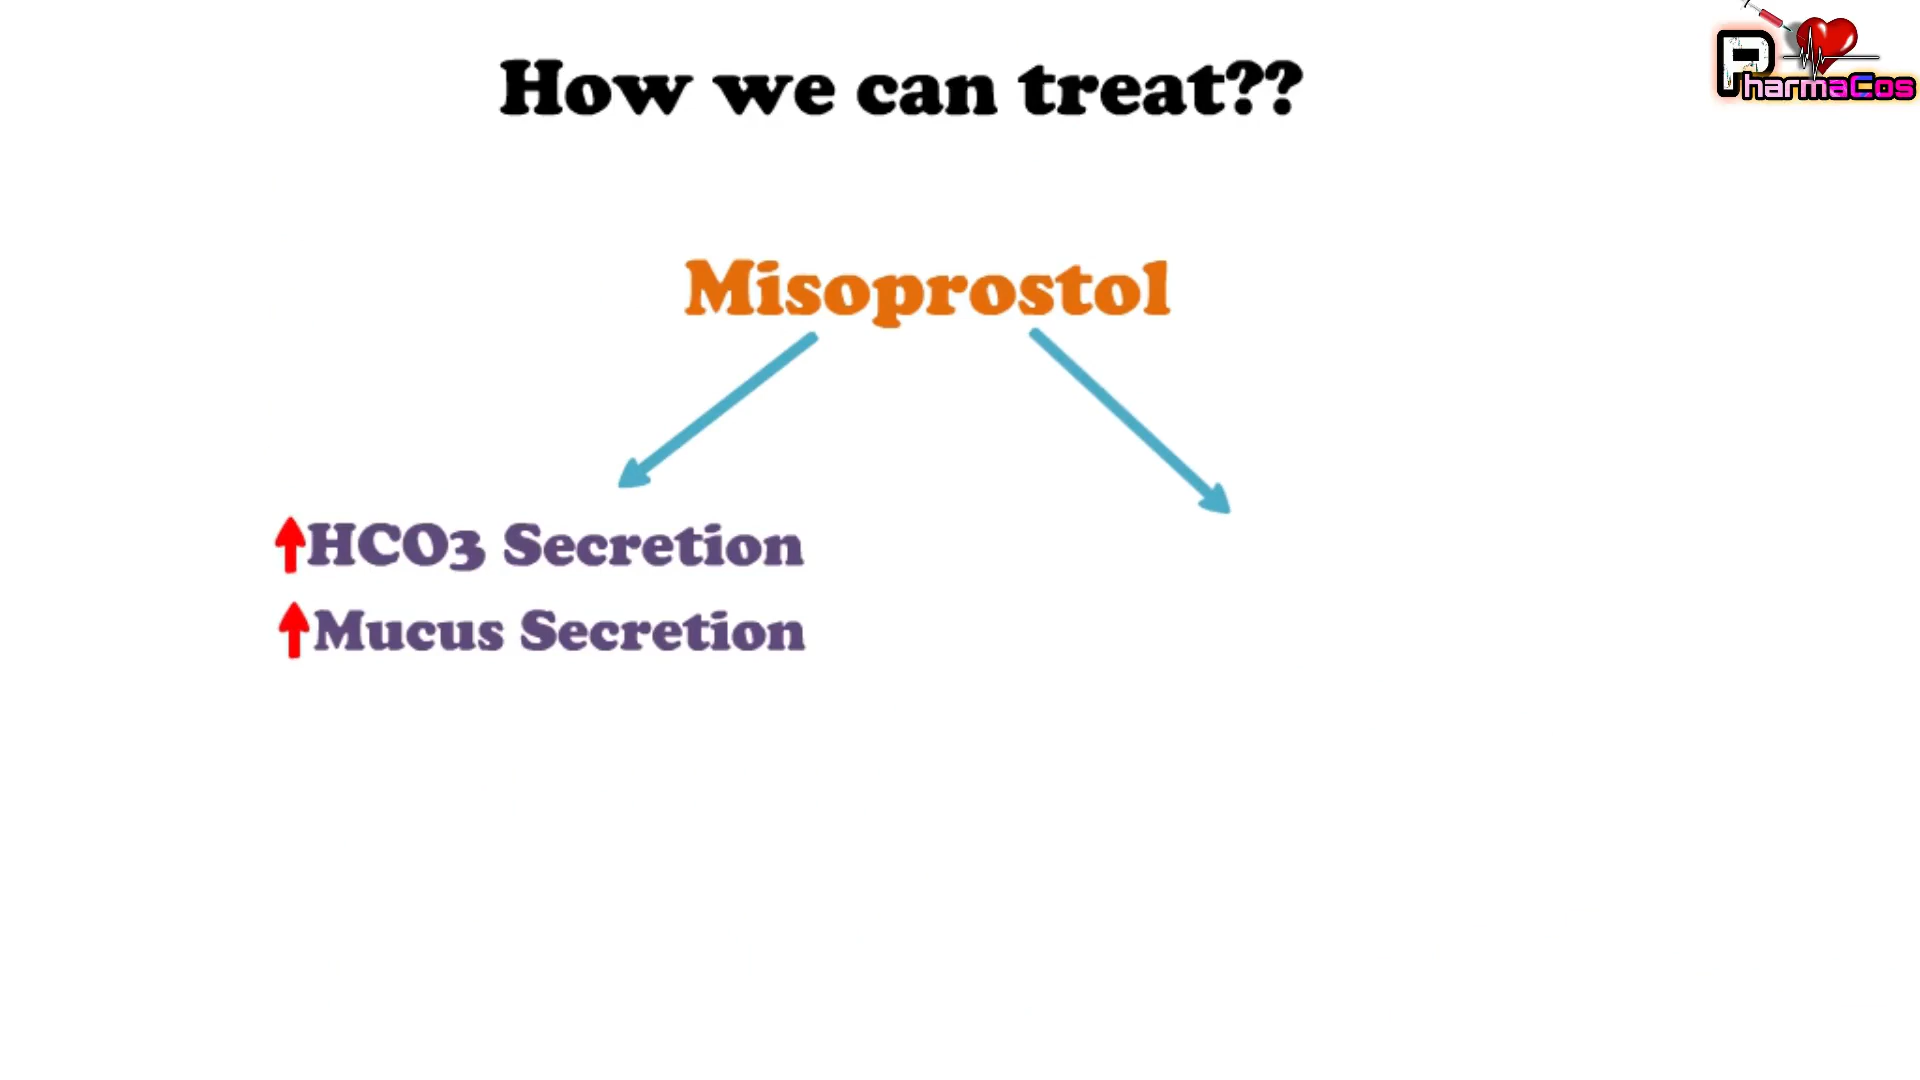 How we can treat??
PharmaCos
Misoprostol
HCO3 Secretion
Mucus Secretion